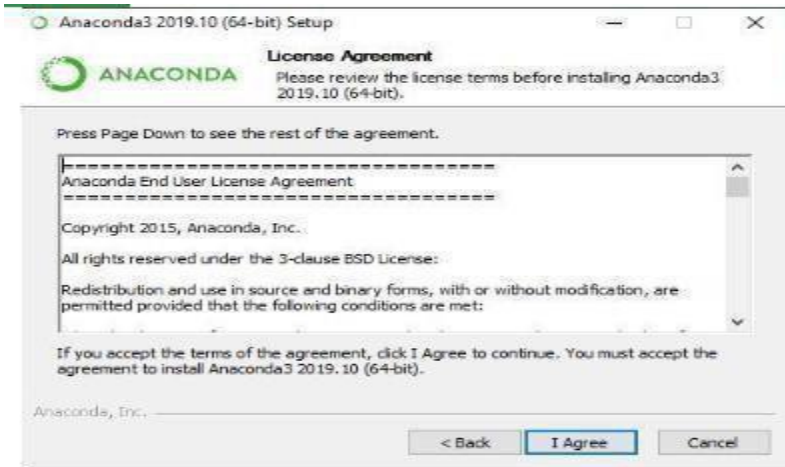 Anaconda3 2019.10 (64-bit) Setup
ANACONDA
License Agreement
Please review the license terms before installing Anaconda3
2019.10 (64-bit).
Press Page Down to see the rest of the agreement.
===================================
Anaconda End User License Agreement
===================================
Copyright 2015, Anaconda, Inc.
All rights reserved under the 3-clause BSD License:
Redistribution and use in source and binary forms, with or without modification, are
permitted provided that the following conditions are met:
If you accept the terms of the agreement, click I Agree to continue. You must accept the
agreement to install Anaconda3 2019.10 (64-bit).
Anaconda, Inc.
< Back I Agree Cancel